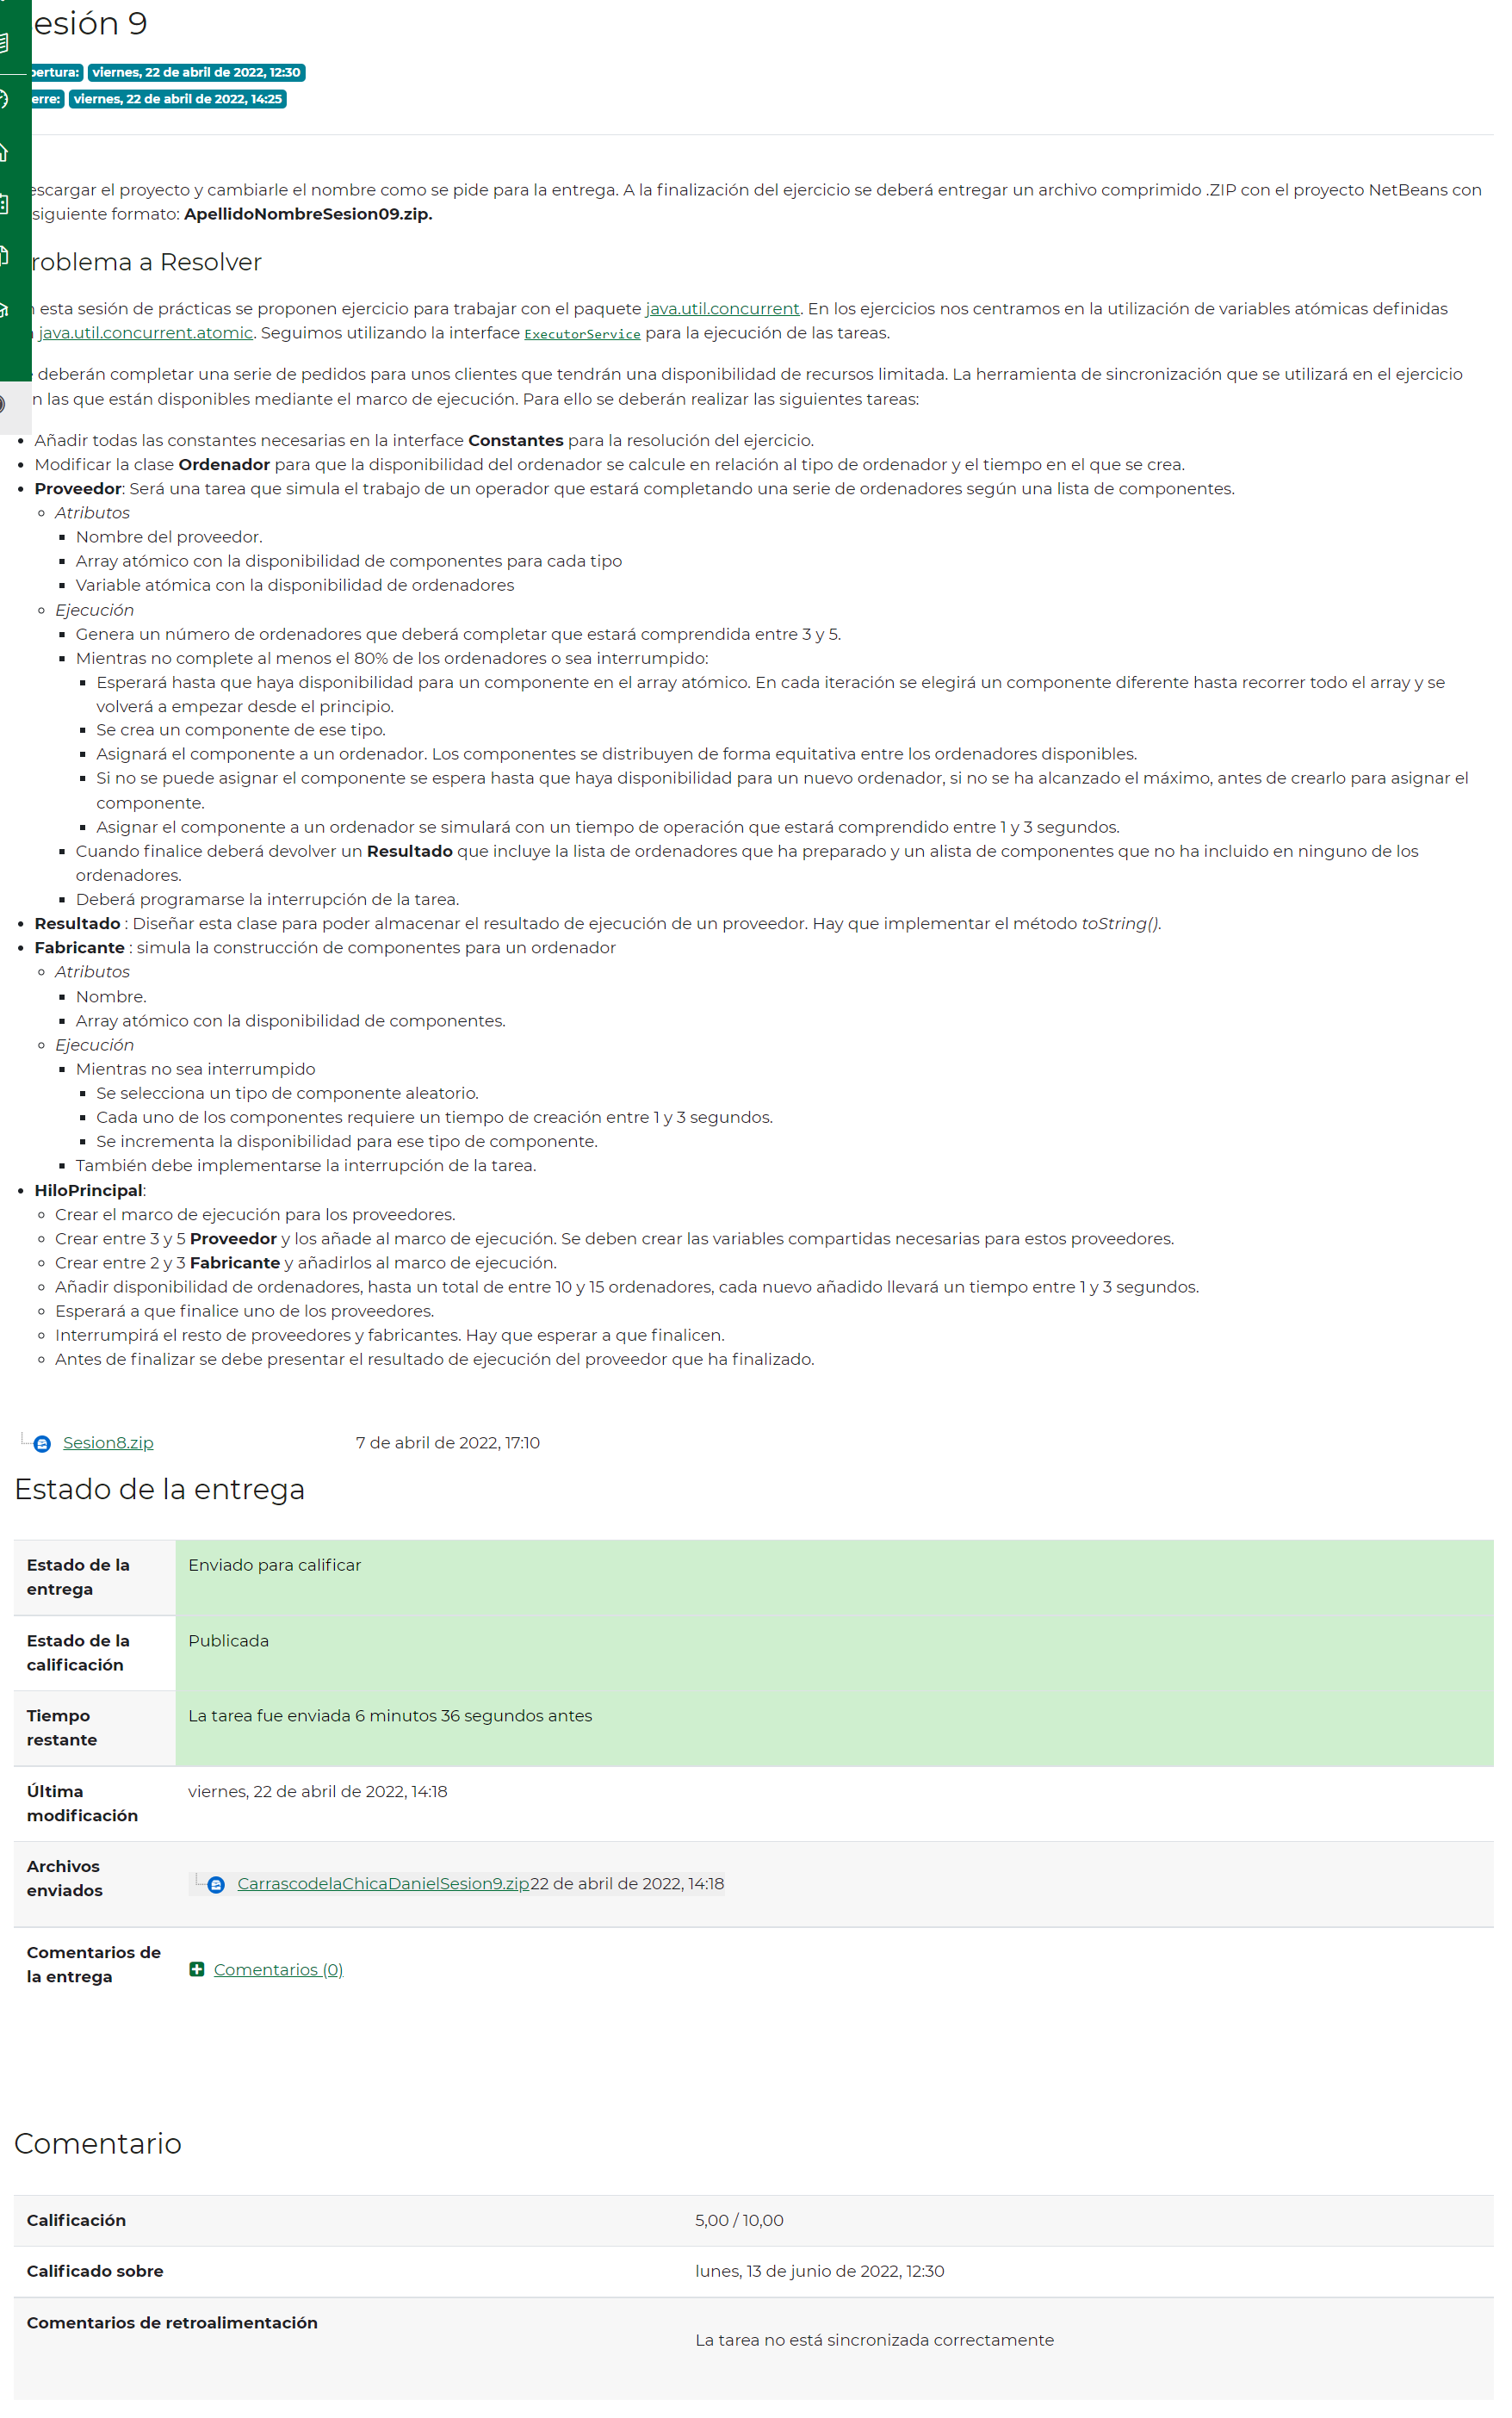 esión 9
ertura: viernes, 22 de abril de 2022, 12:30
erre: viernes, 22 de abril de 2022, 14:25
escargar el proyecto y cambiarle el nombre como se pide para la entrega. A la finalización del ejercicio se deberá entregar un archivo comprimido .ZIP con el proyecto NetBeans con
siguiente formato: ApellidoNombreSesion09.zip.
roblema a Resolver
n esta sesión de prácticas se proponen ejercicio para trabajar con el paquete java.util.concurrent. En los ejercicios nos centramos en la utilización de variables atómicas definidas
java.util.concurrent.atomic. Seguimos utilizando la interface ExecutorService para la ejecución de las tareas.
deberán completar una serie de pedidos para unos clientes que tendrán una disponibilidad de recursos limitada. La herramienta de sincronización que se utilizará en el ejercicio
n las que están disponibles mediante el marco de ejecución. Para ello se deberán realizar las siguientes tareas:
• Añadir todas las constantes necesarias en la interface Constantes para la resolución del ejercicio.
• Modificar la clase Ordenador para que la disponibilidad del ordenador se calcule en relación al tipo de ordenador y el tiempo en el que se crea.
• Proveedor: Será una tarea que simula el trabajo de un operador que estará completando una serie de ordenadores según una lista de componentes.
◦ Atributos
▪ Nombre del proveedor.
▪ Array atómico con la disponibilidad de componentes para cada tipo
▪ Variable atómica con la disponibilidad de ordenadores
◦ Ejecución
▪ Genera un número de ordenadores que deberá completar que estará comprendida entre 3 y 5.
▪ Mientras no complete al menos el 80% de los ordenadores o sea interrumpido:
▪ Esperará hasta que haya disponibilidad para un componente en el array atómico. En cada iteración se elegirá un componente diferente hasta recorrer todo el array y se
volverá a empezar desde el principio.
▪ Se crea un componente de ese tipo.
▪ Asignará el componente a un ordenador. Los componentes se distribuyen de forma equitativa entre los ordenadores disponibles.
▪ Si no se puede asignar el componente se espera hasta que haya disponibilidad para un nuevo ordenador, si no se ha alcanzado el máximo, antes de crearlo para asignar el
componente.
▪ Asignar el componente a un ordenador se simulará con un tiempo de operación que estará comprendido entre 1 y 3 segundos.
▪ Cuando finalice deberá devolver un Resultado que incluye la lista de ordenadores que ha preparado y un alista de componentes que no ha incluido en ninguno de los
ordenadores.
▪ Deberá programarse la interrupción de la tarea.
• Resultado : Diseñar esta clase para poder almacenar el resultado de ejecución de un proveedor. Hay que implementar el método toString().
• Fabricante : simula la construcción de componentes para un ordenador
◦ Atributos
▪ Nombre.
▪ Array atómico con la disponibilidad de componentes.
◦ Ejecución
▪ Mientras no sea interrumpido
▪ Se selecciona un tipo de componente aleatorio.
▪ Cada uno de los componentes requiere un tiempo de creación entre 1 y 3 segundos.
▪ Se incrementa la disponibilidad para ese tipo de componente.
▪ También debe implementarse la interrupción de la tarea.
• HiloPrincipal:
◦ Crear el marco de ejecución para los proveedores.
◦ Crear entre 3 y 5 Proveedor y los añade al marco de ejecución. Se deben crear las variables compartidas necesarias para estos proveedores.
◦ Crear entre 2 y 3 Fabricante y añadirlos al marco de ejecución.
◦ Añadir disponibilidad de ordenadores, hasta un total de entre 10 y 15 ordenadores, cada nuevo añadido llevará un tiempo entre 1 y 3 segundos.
◦ Esperará a que finalice uno de los proveedores.
◦ Interrumpirá el resto de proveedores y fabricantes. Hay que esperar a que finalicen.
◦ Antes de finalizar se debe presentar el resultado de ejecución del proveedor que ha finalizado.
Sesion8.zip 7 de abril de 2022, 17:10
Estado de la entrega
Estado de la Enviado para calificar
entrega
Estado de la Publicada
calificación
Tiempo La tarea fue enviada 6 minutos 36 segundos antes
restante
Última viernes, 22 de abril de 2022, 14:18
modificación
Archivos
enviados CarrascodelaChicaDanielSesion9.zip22 de abril de 2022, 14:18
Comentarios de
la entrega Comentarios (0)
Comentario
Calificación 5,00 / 10,00
Calificado sobre lunes, 13 de junio de 2022, 12:30
Comentarios de retroalimentación
La tarea no está sincronizada correctamente